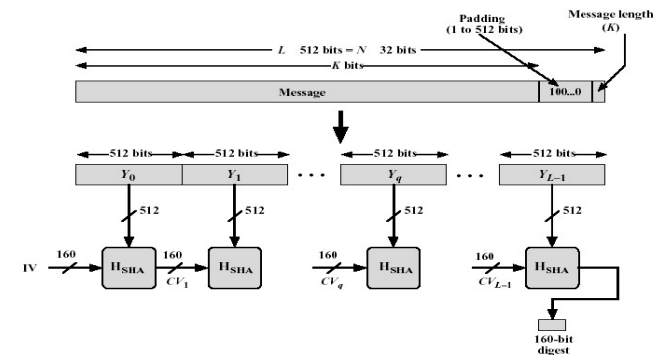 Padding
(1 to 512 bits)
Message length
(K)
L 512 bits = N 32 bits
K bits
Message
100...0
512 bits
512 bits
512 bits
512 bits
Y0
Y1
. . .
Yq
. . .
YL–1
512
512
512
512
IV
160
HSHA
160
CV1
HSHA
160
CVq
HSHA
160
CVL–1
HSHA
160-bit
digest